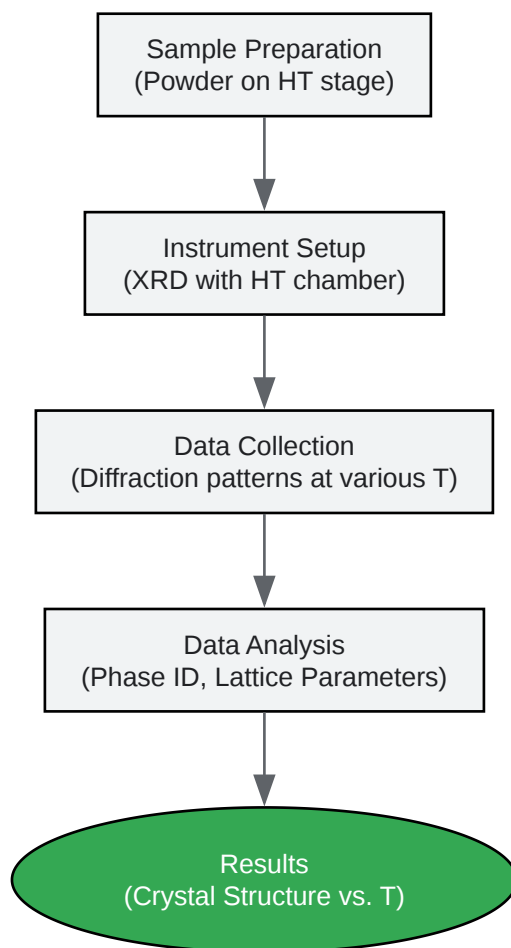 Sample Preparation
(Powder on HT stage)
Instrument Setup
(XRD with HT chamber)
Data Collection
(Diffraction patterns at various T)
Data Analysis
(Phase ID, Lattice Parameters)
Results
(Crystal Structure vs. T)